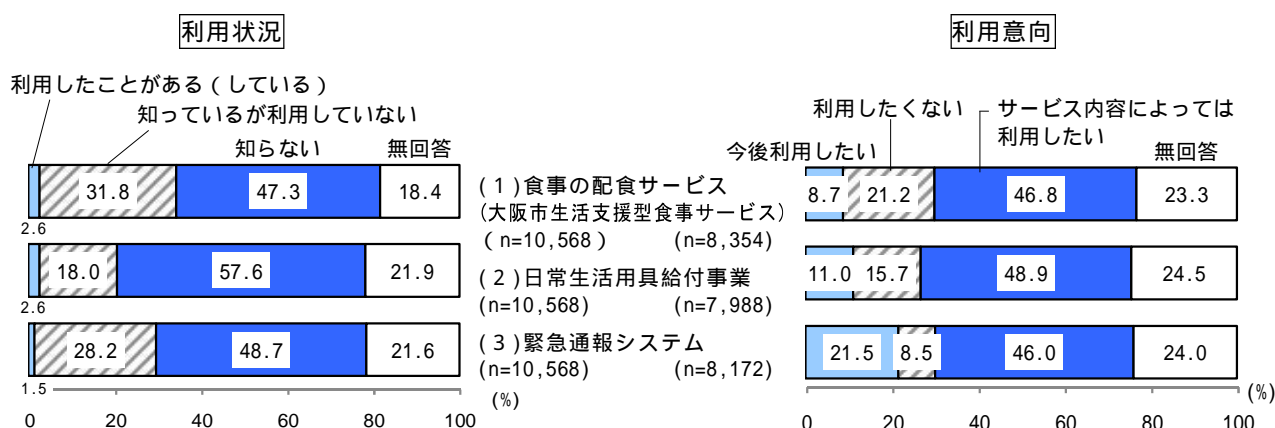 利用状況
利用意向
利用したことがある（している）
知っているが利用していない
知らない
無回答
利用したくない
サービス内容によっては
利用したい
今後利用したい
無回答
31.8 47.3 18.4
2.6
(1)食事の配食サービス
(大阪市生活支援型食事サービス)
(n=10,568) (n=8,354)
8.7 21.2 46.8 23.3
18.0 57.6 21.9
2.6
(2)日常生活用具給付事業
(n=10,568) (n=7,988)
11.0 15.7 48.9 24.5
28.2 48.7 21.6
1.5
(3)緊急通報システム
(n=10,568) (n=8,172)
21.5 8.5 46.0 24.0
(%)
0 20 40 60 80 100
(%)
0 20 40 60 80 100